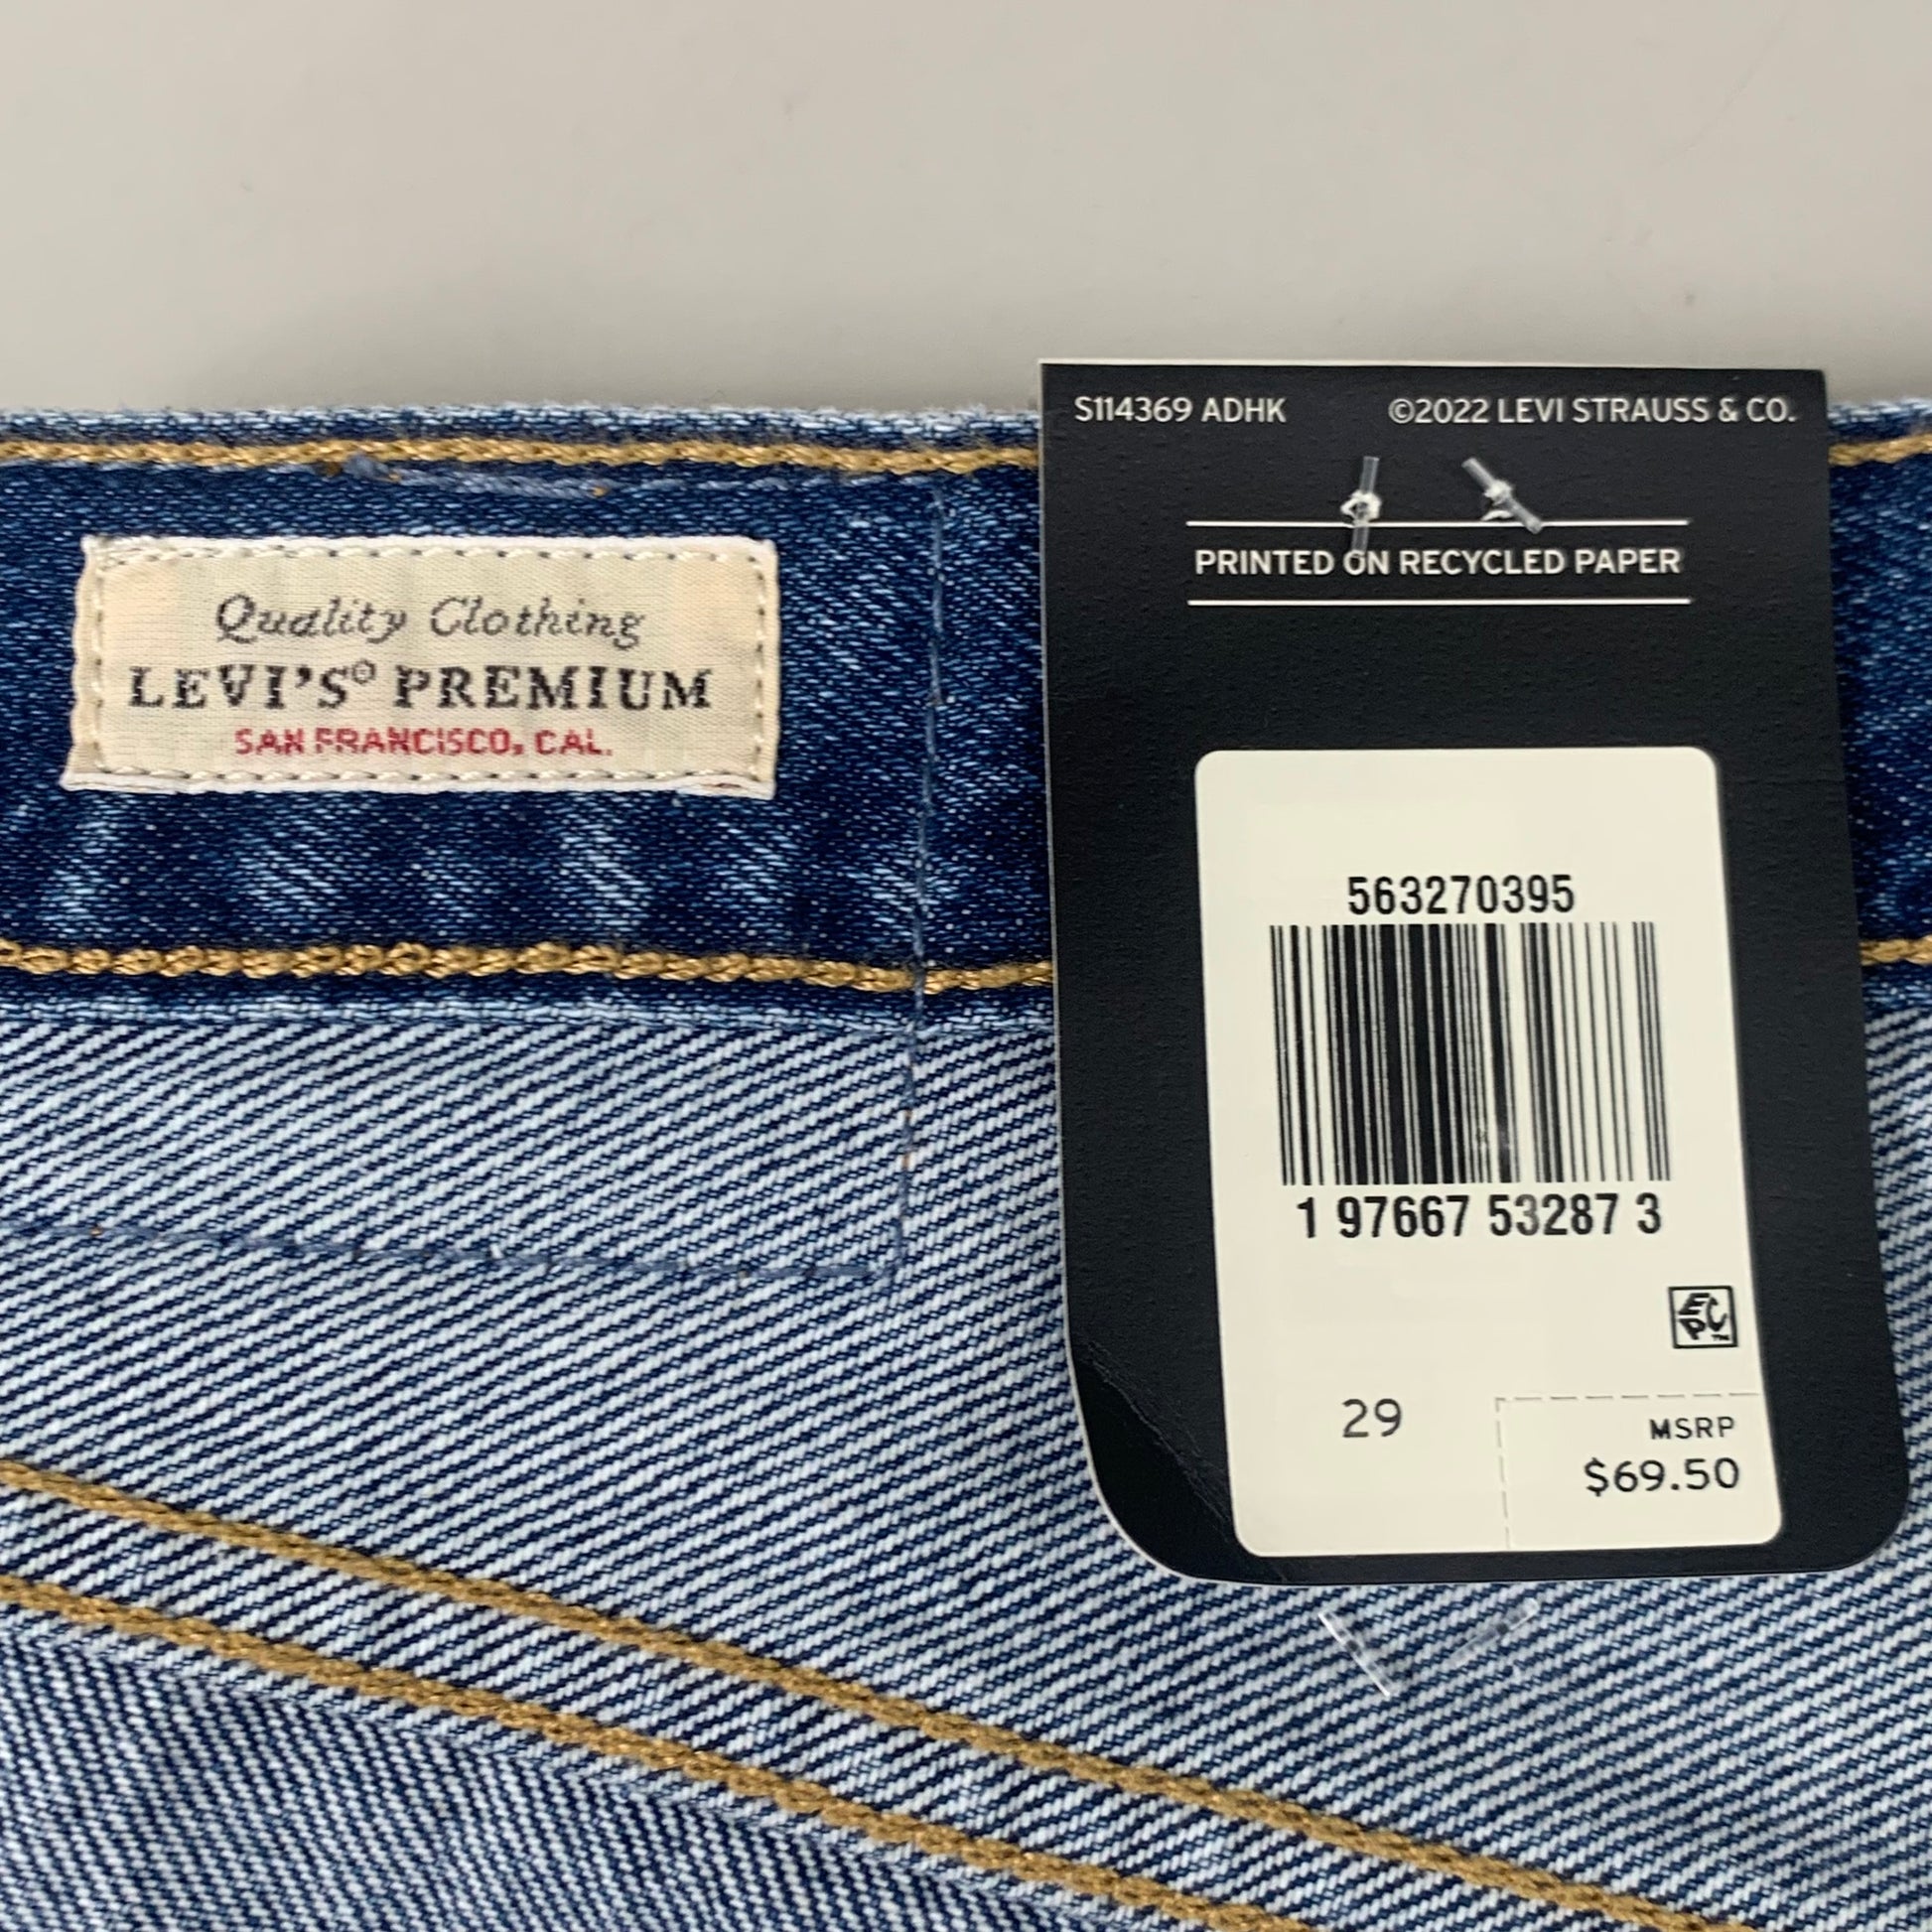 Quality Clothing
LEVI'S® PREMIUM
SAN FRANCISCO, CAL.
S114369 ADHK ©2022 LEVI STRAUSS & CO.
PRINTED ON RECYCLED PAPER
563270395
1 97667 53287 3
EPC™
29
MSRP
$69.50